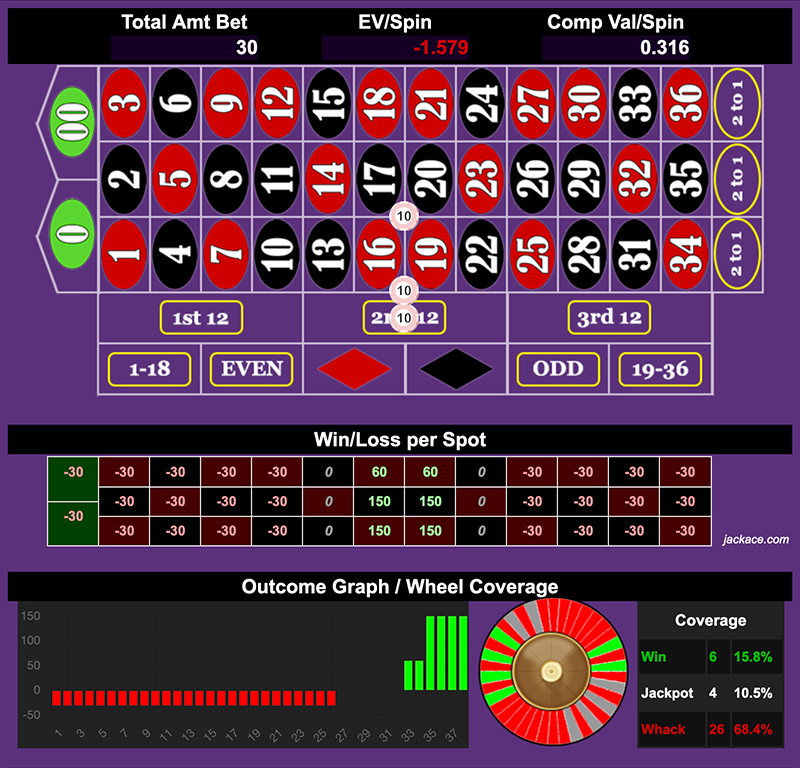 Total Amt Bet EV/Spin Comp Val/Spin
30 -1.579 0.316
00 3 6 9 12 15 18 21 24 27 30 33 36 2 to 1
2 5 8 11 14 17 20 23 26 29 32 35 2 to 1
10
0 1 4 7 10 13 16 19 22 25 28 31 34 2 to 1
10
1st 12 2n 10 12 3rd 12
1-18 EVEN ODD 19-36
Win/Loss per Spot
-30 -30 -30 -30 -30 0 60 60 0 -30 -30 -30 -30
-30 -30 -30 -30 0 150 150 0 -30 -30 -30 -30
-30 -30 -30 -30 -30 0 150 150 0 -30 -30 -30 -30
jackace.com
Outcome Graph / Wheel Coverage
150
100
50
0
-50
1 3 5 7 9 11 13 15 17 19 21 23 25 27 29 31 33 35 37
Coverage
Win 6 15.8%
Jackpot 4 10.5%
Whack 26 68.4%